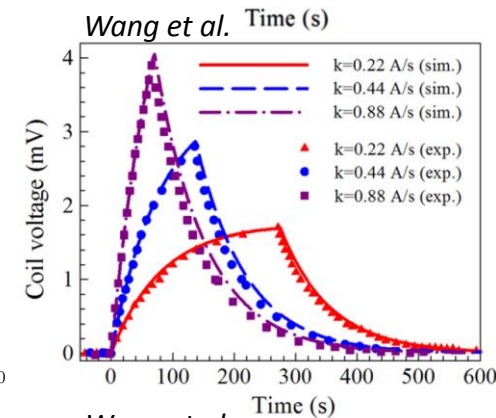 Wang et al.
Time (s)
4
3
2
1
0
Coil voltage (mV)
k=0.22 A/s (sim.)
k=0.44 A/s (sim.)
k=0.88 A/s (sim.)
k=0.22 A/s (exp.)
k=0.44 A/s (exp.)
k=0.88 A/s (exp.)
0
0 100 200 300 400 500 600
Time (s)